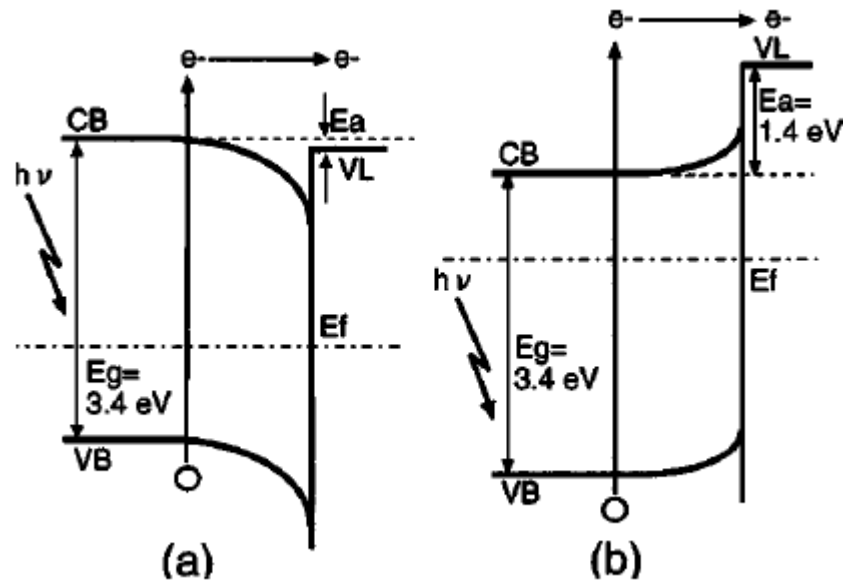 e- e-
CB
Ea
VL
hν
Ef
Eg=
3.4 eV
VB
(a)
e- e-
VL
Ea=
1.4 eV
CB
hν
Ef
Eg=
3.4 eV
VB
(b)